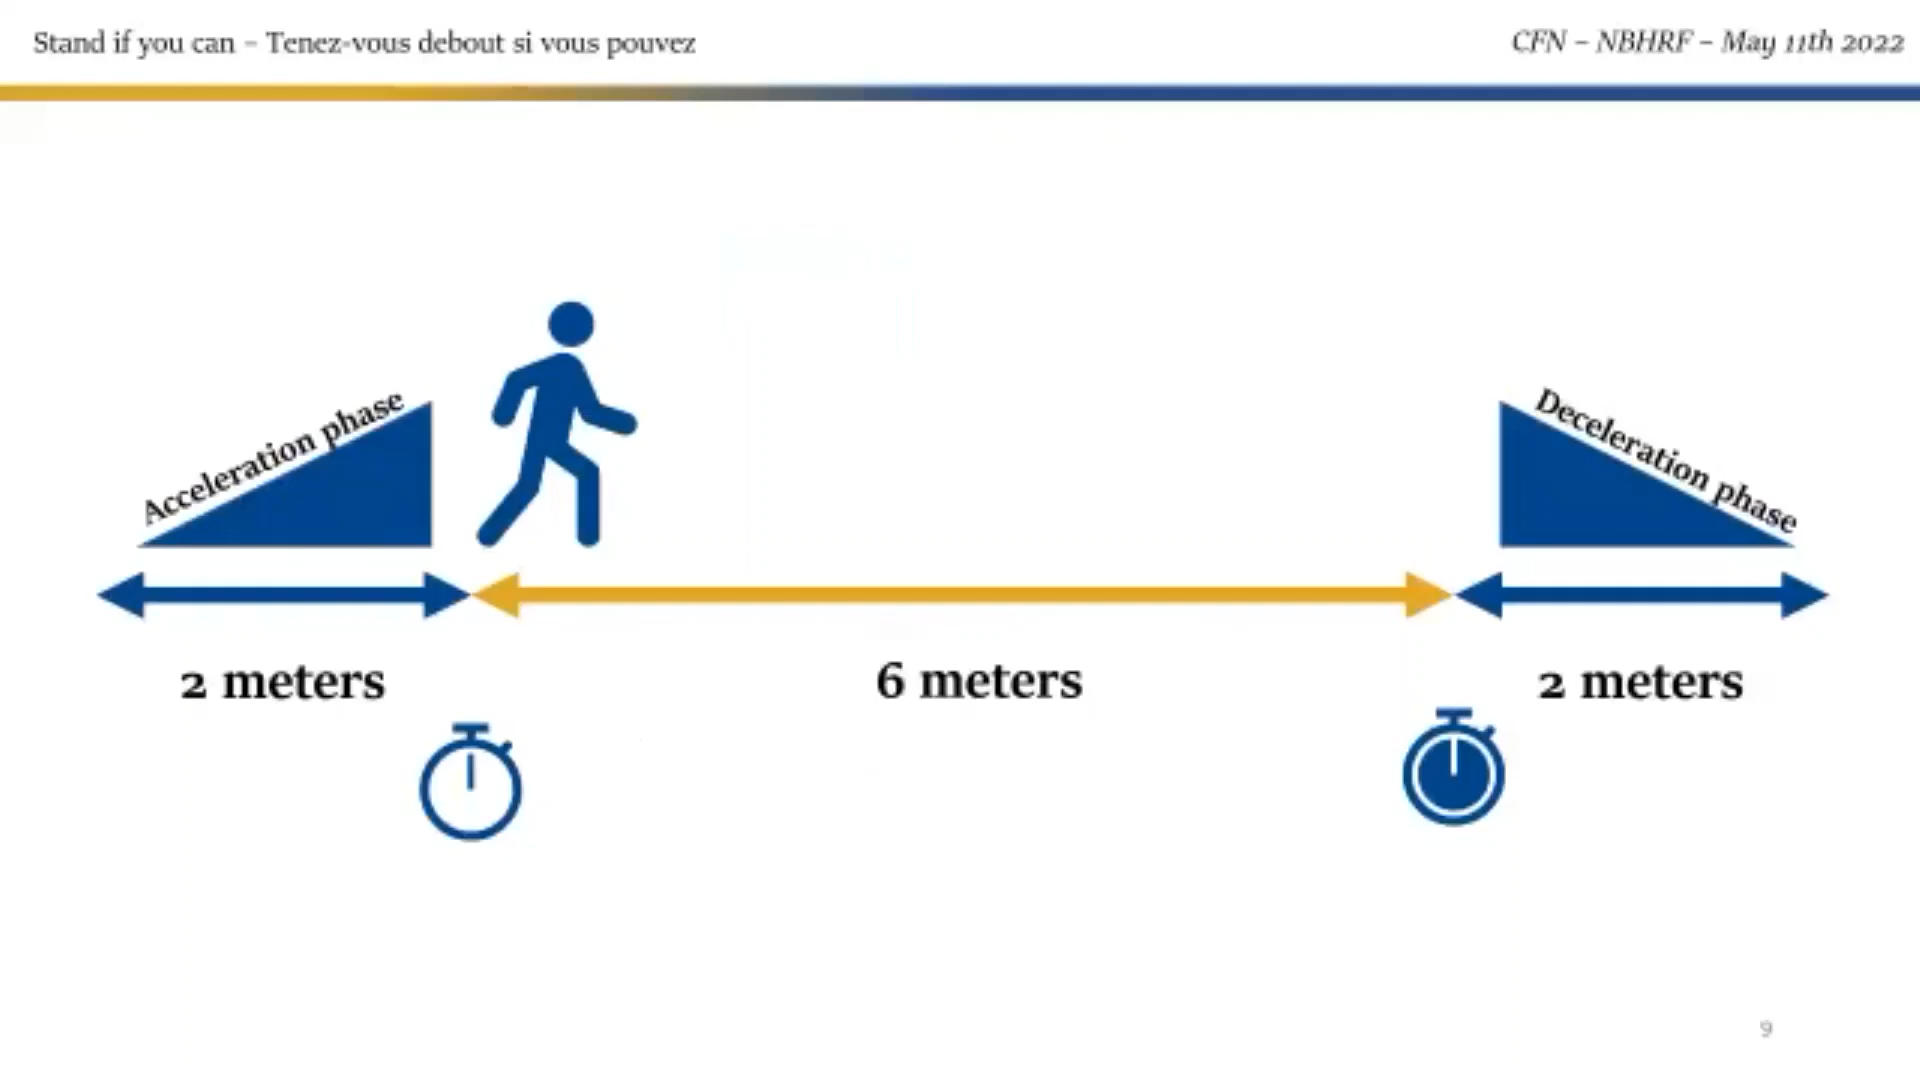 Stand if you can – Tenez-vous debout si vous pouvez
CFN – NBHRF – May 11th 2022
Acceleration phase
Deceleration phase
2 meters
6 meters
2 meters
9